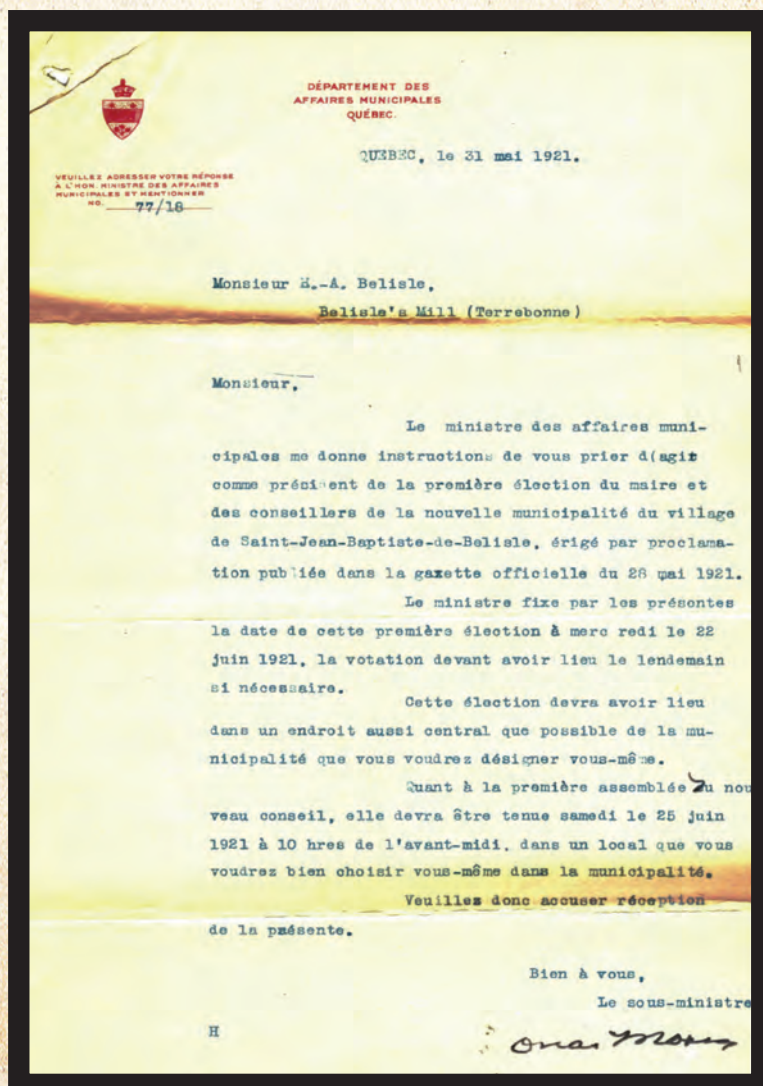 DÉPARTEMENT DES
AFFAIRES MUNICIPALES
QUÉBEC.
QUEBEC, le 31 mai 1921.
VEUILLEZ ADRESSER VOTRE RÉPONSE
À L'HON. MINISTRE DES AFFAIRES
MUNICIPALES ET MENTIONNER
NO. 77/18
Monsieur -A. Belisle,
Belisle's Mill (Terrebonne)
Monsieur,
Le ministre des affaires muni-
cipales me donne instructions de vous prier d(agit
comme précident de la première élection du maire et
des conseillers de la nouvelle municipalité du village
de Saint-Jean-Baptiste-de-Belisle, érigé par proclama-
tion publiée dans la gazette officielle du 28 mai 1921.
Le ministre fixe par les présentes
la date de cette première élection à merc redi le 22
juin 1921, la votation devant avoir lieu le lendemain
si nécessaire.
Cette élection devra avoir lieu
dans un endroit aussi central que possible de la mu-
nicipalité que vous voudrez désigner vous-même.
Quant à la première assemblée du nou
veau conseil, elle devra être tenue samedi le 25 juin
1921 à 10 hres de l'avant-midi, dans un local que vous
voudrez bien choisir vous-même dans la municipalité.
Veuillez donc accuser réception
de la présente.
Bien à vous,
Le sous-ministre
H